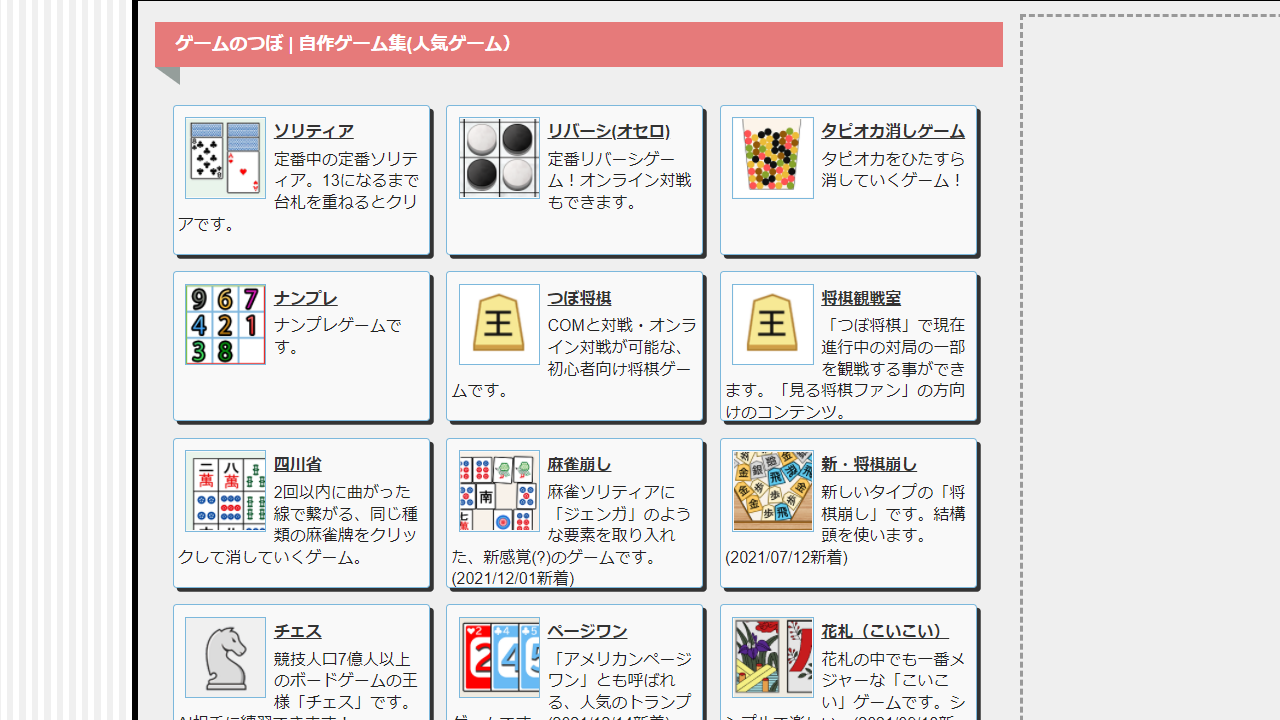 ゲームのつぼ | 自作ゲーム集(人気ゲーム）
ソリティア
定番中の定番ソリテ
ィア。13になるまで
台札を重ねるとクリ
アです。
リバーシ(オセロ)
定番リバーシゲー
ム！オンライン対戦
もできます。
タピオカ消しゲーム
タピオカをひたすら
消していくゲーム！
9 6 7
4 2 1
3 8
ナンプレ
ナンプレゲームで
す。
王
つぼ将棋
COMと対戦・オンラ
イン対戦が可能な、
初心者向け将棋ゲー
ムです。
王
将棋観戦室
「つぼ将棋」で現在
進行中の対局の一部
を観戦する事ができ
ます。「見る将棋ファン」の方向
けのコンテンツ。
二萬 八萬
四川省
2回以内に曲がった
線で繋がる、同じ種
類の麻雀牌をクリッ
クして消していくゲーム。
南
七
麻雀崩し
麻雀ソリティアに
「ジェンガ」のよう
な要素を取り入れ
た、新感覚(?)のゲームです。
(2021/12/01新着)
新・将棋崩し
新しいタイプの「将
棋崩し」です。結構
頭を使います。
(2021/07/12新着)
チェス
競技人口7億人以上
のボードゲームの王
様「チェス」です。
2 4 5
ページワン
「アメリカンページ
ワン」とも呼ばれ
る、人気のトランプ
花札（こいこい）
花札の中でも一番メ
ジャーな「こいこ
い」ゲームです。シ